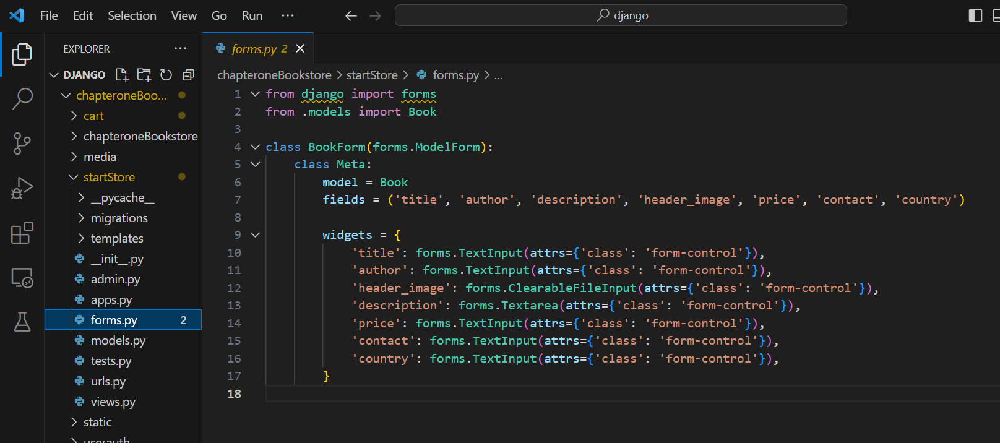 File Edit Selection View Go Run ···
django
EXPLORER ···
forms.py 2
DJANGO
chapteroneBoo...
cart
chapteroneBookstore
media
startStore
__pycache__
migrations
templates
__init__.py
admin.py
apps.py
forms.py 2
models.py
tests.py
urls.py
views.py
static
userauth
chapteroneBookstore > startStore > forms.py > ...
1 from django import forms
2 from .models import Book
3
4 class BookForm(forms.ModelForm):
5     class Meta:
6         model = Book
7         fields = ('title', 'author', 'description', 'header_image', 'price', 'contact', 'country')
8
9         widgets = {
10             'title': forms.TextInput(attrs={'class': 'form-control'}),
11             'author': forms.TextInput(attrs={'class': 'form-control'}),
12             'header_image': forms.ClearableFileInput(attrs={'class': 'form-control'}),
13             'description': forms.Textarea(attrs={'class': 'form-control'}),
14             'price': forms.TextInput(attrs={'class': 'form-control'}),
15             'contact': forms.TextInput(attrs={'class': 'form-control'}),
16             'country': forms.TextInput(attrs={'class': 'form-control'}),
17         }
18